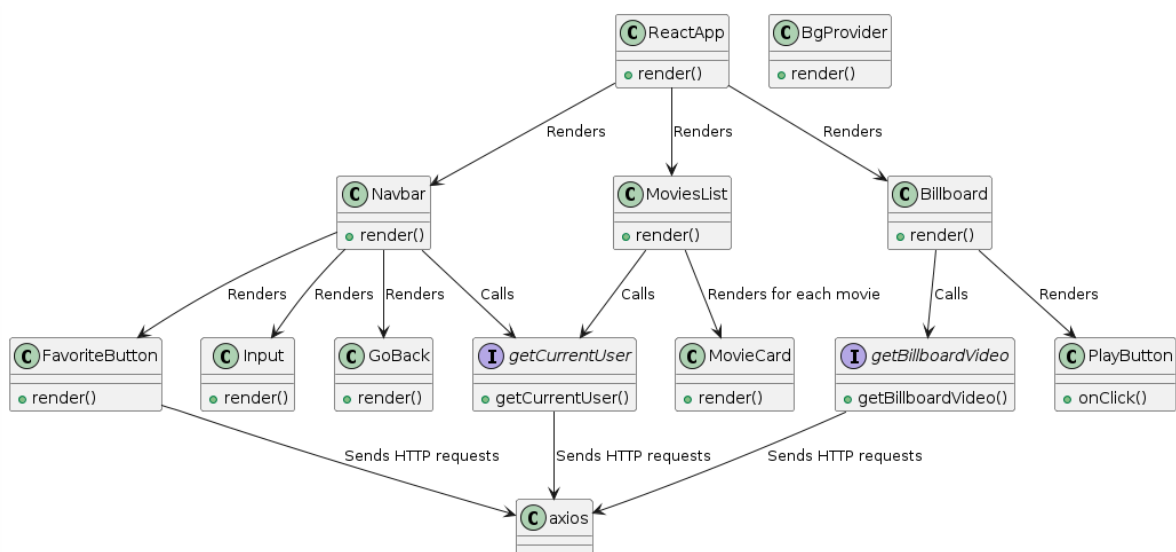 C ReactApp
render()
C BgProvider
render()
Renders
Renders
Renders
C Navbar
render()
C MoviesList
render()
C Billboard
render()
Renders
Renders
Renders
Calls
Calls
Renders for each movie
Calls
Renders
C FavoriteButton
render()
C Input
render()
C GoBack
render()
I getCurrentUser
getCurrentUser()
C MovieCard
render()
I getBillboardVideo
getBillboardVideo()
C PlayButton
onClick()
Sends HTTP requests
Sends HTTP requests
Sends HTTP requests
C axios